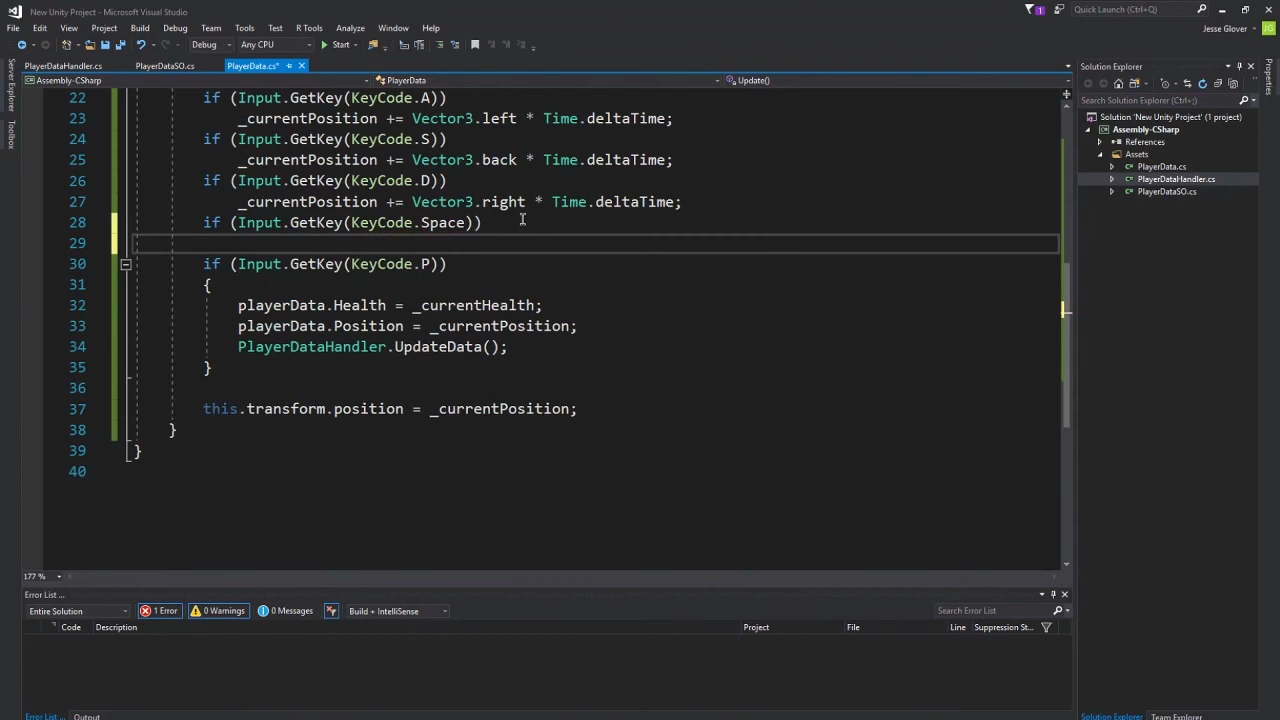 New Unity Project - Microsoft Visual Studio
1
Quick Launch (Ctrl+Q)
File Edit View Project Build Debug Team Tools Test R Tools Analyze Window Help
Jesse Glover
JG
Debug Any CPU Start
Server Explorer
Toolbox
PlayerDataHandler.cs PlayerDataSO.cs PlayerData.cs*
Assembly-CSharp PlayerData Update()
22 if (Input.GetKey(KeyCode.A))
23 _currentPosition += Vector3.left * Time.deltaTime;
24 if (Input.GetKey(KeyCode.S))
25 _currentPosition += Vector3.back * Time.deltaTime;
26 if (Input.GetKey(KeyCode.D))
27 _currentPosition += Vector3.right * Time.deltaTime;
28 if (Input.GetKey(KeyCode.Space))
29
30 if (Input.GetKey(KeyCode.P))
31 {
32 playerData.Health = _currentHealth;
33 playerData.Position = _currentPosition;
34 PlayerDataHandler.UpdateData();
35 }
36
37 this.transform.position = _currentPosition;
38 }
39 }
40
177 %
Solution Explorer
Search Solution Explorer (Ctrl+;)
Solution 'New Unity Project' (1 project)
Assembly-CSharp
References
Assets
PlayerData.cs
PlayerDataHandler.cs
PlayerDataSO.cs
Properties
Error List ...
Entire Solution 1 Error 0 Warnings 0 Messages Build + IntelliSense Search Error List
Code Description Project File Line Suppression St...
Error List ... Output
Solution Explorer Team Explorer